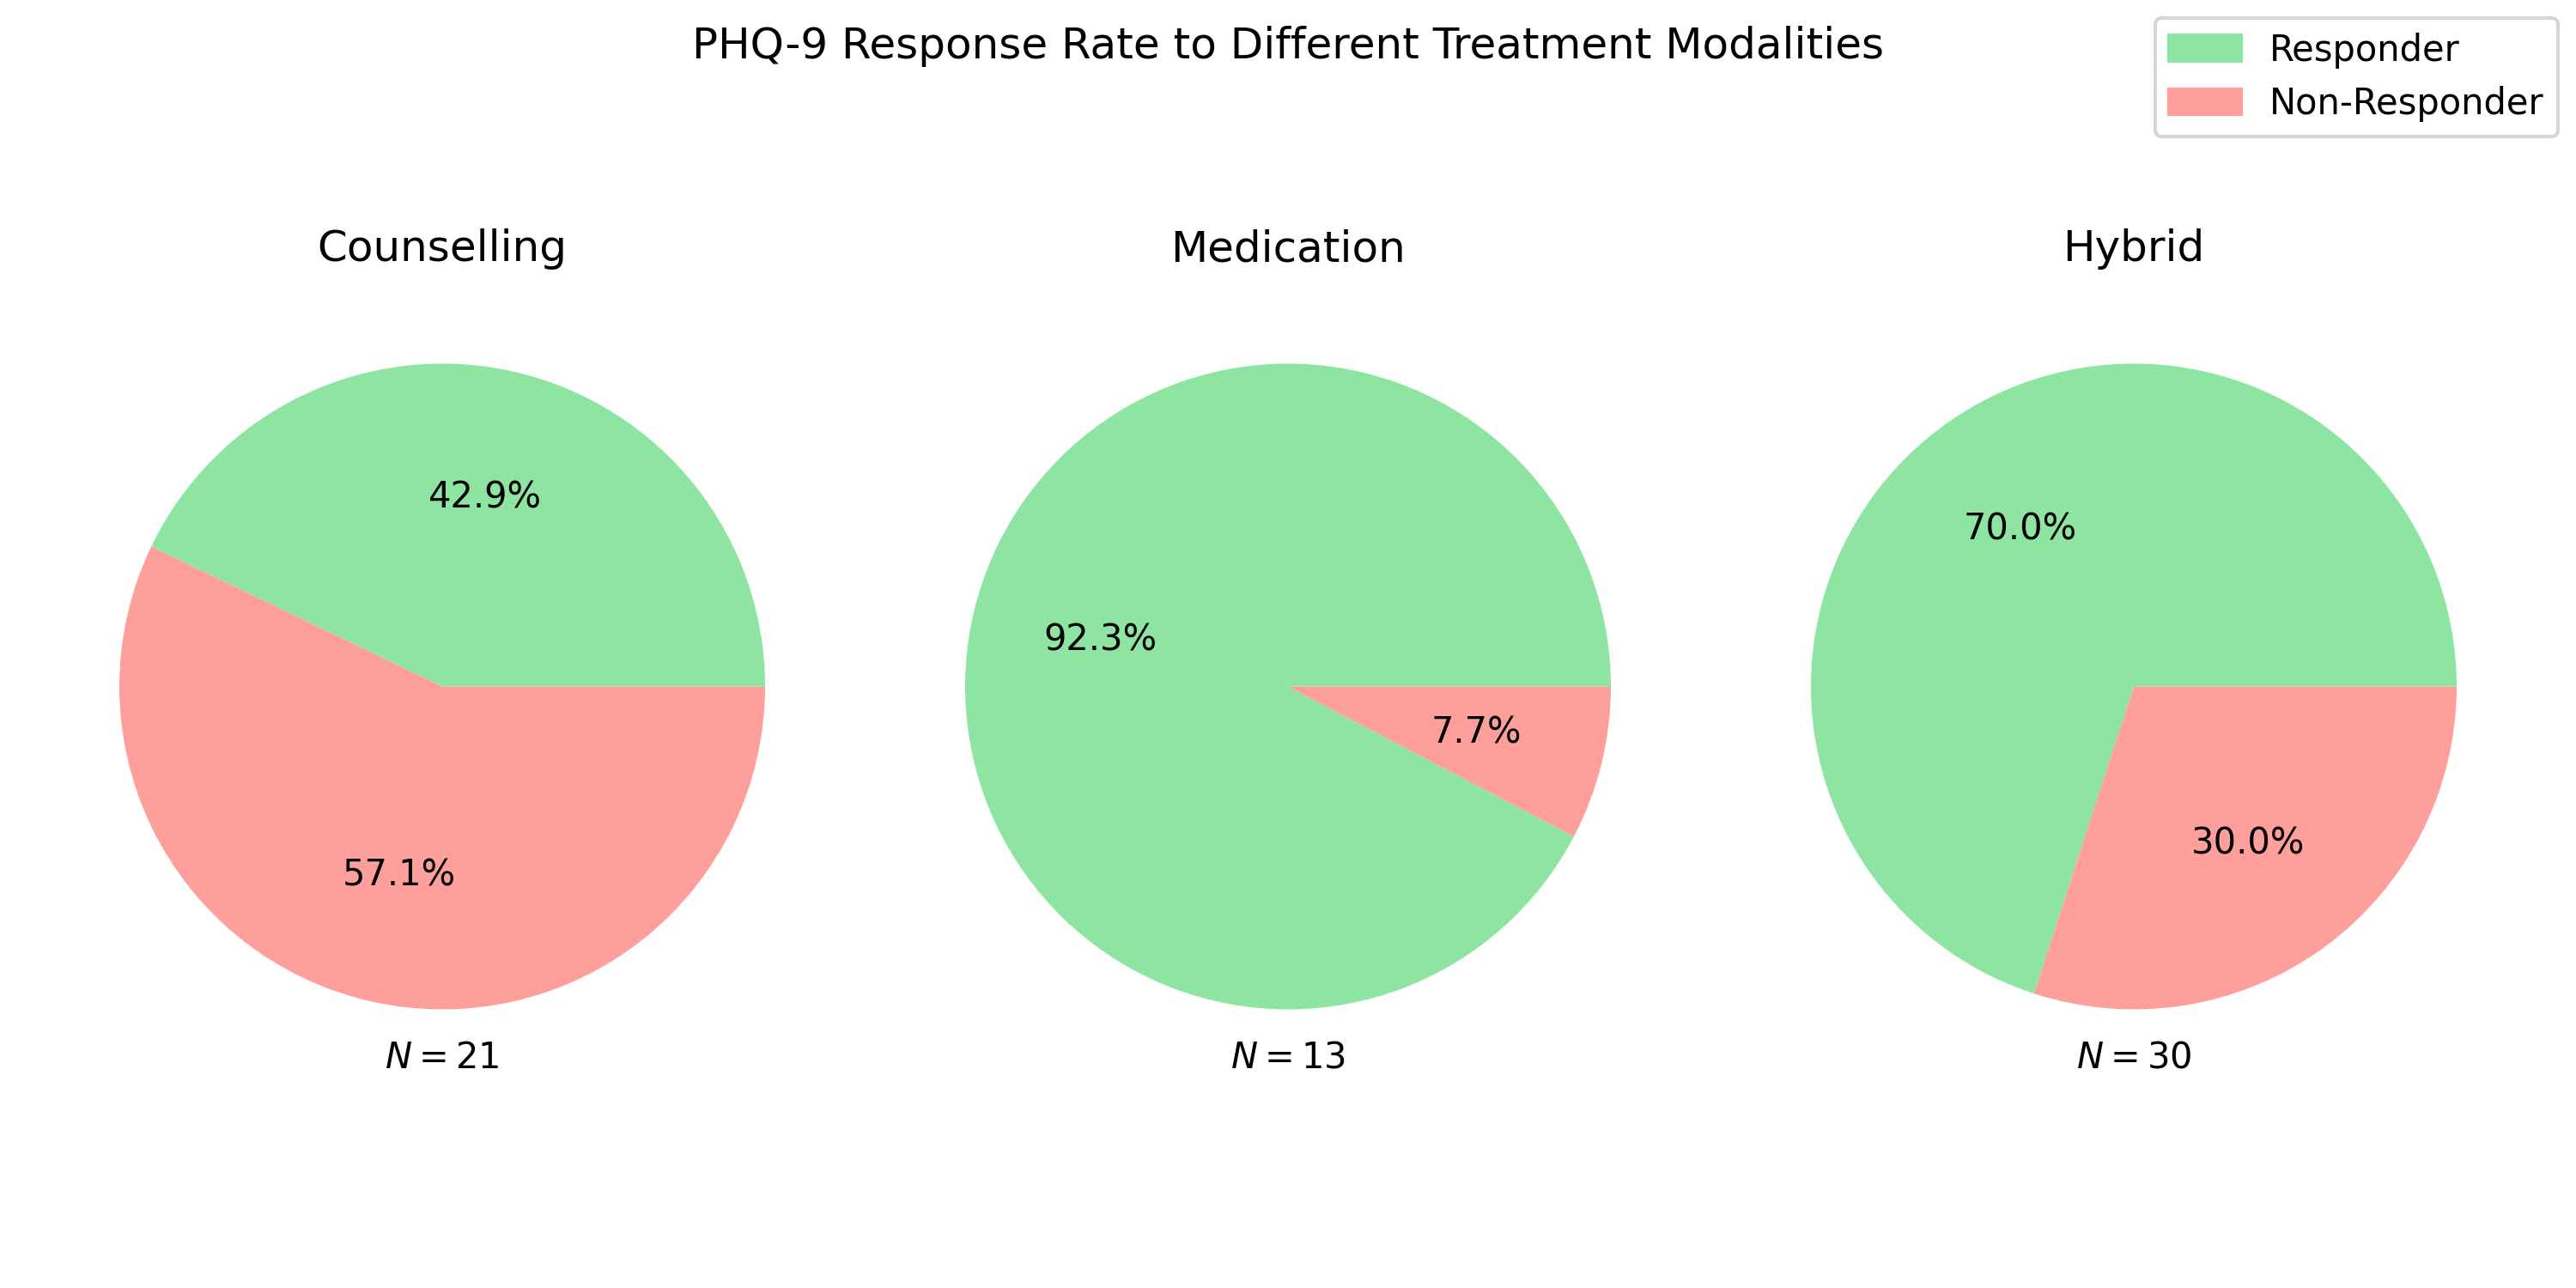 PHQ-9 Response Rate to Different Treatment Modalities
Responder
Non-Responder
Counselling
42.9%
57.1%
N = 21
Medication
92.3%
7.7%
N = 13
Hybrid
70.0%
30.0%
N = 30